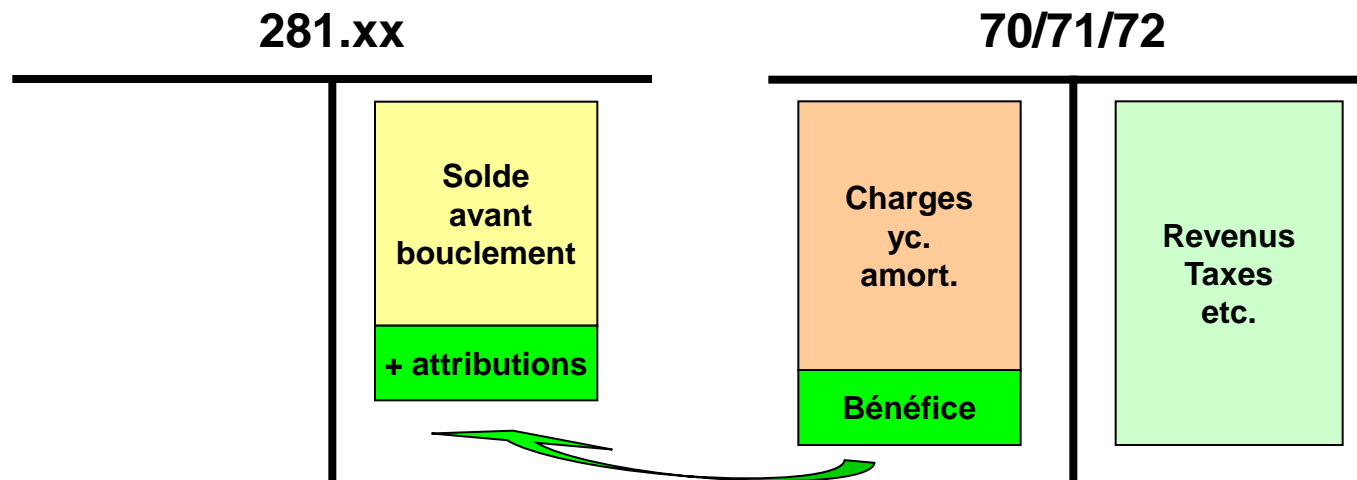 281.xx
70/71/72
Solde
avant
bouclement
+ attributions
Charges
yc.
amort.
Bénéfice
Revenus
Taxes
etc.